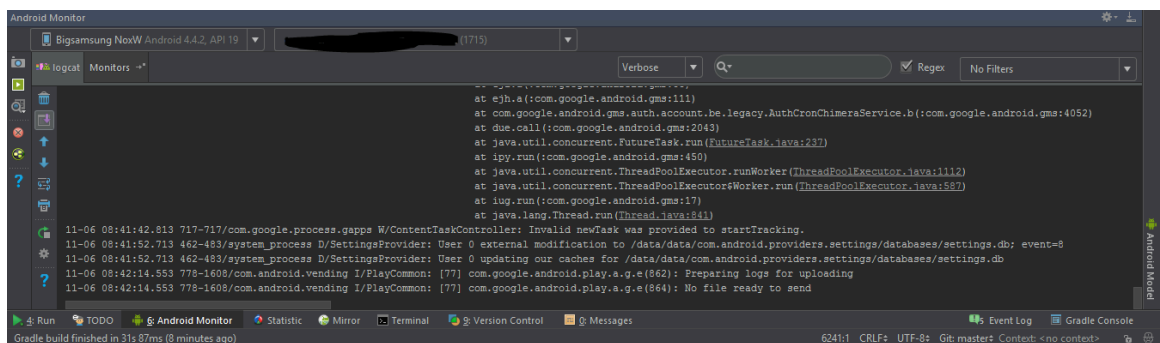 Android Monitor
Bigsamsung NoxW Android 4.4.2, API 19 (1715)
logcat Monitors Verbose Regex No Filters
at ejh.a(:com.google.android.gms:111)
at com.google.android.gms.auth.account.be.legacy.AuthCronChimeraService.b(:com.google.android.gms:4052)
at due.call(:com.google.android.gms:2043)
at java.util.concurrent.FutureTask.run(FutureTask.java:237)
at ipy.run(:com.google.android.gms:450)
at java.util.concurrent.ThreadPoolExecutor.runWorker(ThreadPoolExecutor.java:1112)
at java.util.concurrent.ThreadPoolExecutor$Worker.run(ThreadPoolExecutor.java:587)
at iug.run(:com.google.android.gms:17)
at java.lang.Thread.run(Thread.java:841)
11-06 08:41:42.813 717-717/com.google.process.gapps W/ContentTaskController: Invalid newTask was provided to startTracking.
11-06 08:41:52.713 462-483/system_process D/SettingsProvider: User 0 external modification to /data/data/com.android.providers.settings/databases/settings.db; event=8
11-06 08:41:52.713 462-483/system_process D/SettingsProvider: User 0 updating our caches for /data/data/com.android.providers.settings/databases/settings.db
11-06 08:42:14.553 778-1608/com.android.vending I/PlayCommon: [77] com.google.android.play.a.g.e(862): Preparing logs for uploading
11-06 08:42:14.553 778-1608/com.android.vending I/PlayCommon: [77] com.google.android.play.a.g.e(864): No file ready to send
Android Model
4: Run TODO 6: Android Monitor Statistic Mirror Terminal 9: Version Control 0: Messages 5 Event Log Gradle Console
Gradle build finished in 31s 87ms (8 minutes ago) 6241:1 CRLF÷ UTF-8÷ Git: master÷ Context: <no context>